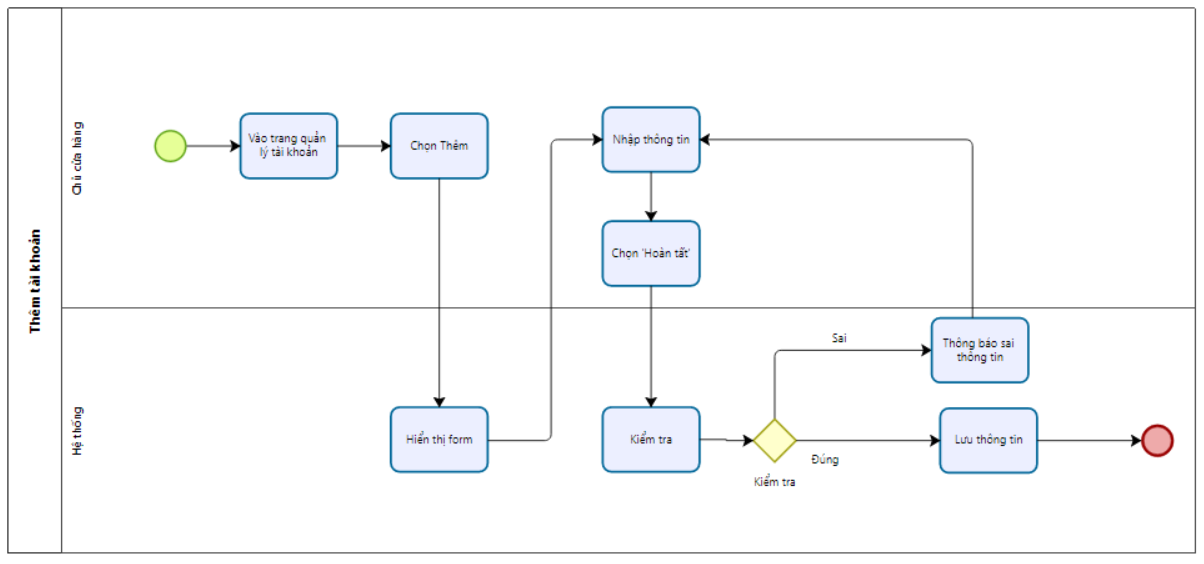 Thêm tài khoản
Chủ cửa hàng
Vào trang quản
lý tài khoản
Chọn Thêm
Nhập thông tin
Chọn 'Hoàn tất'
Hệ thống
Hiển thị form
Kiểm tra
Kiểm tra
Sai
Thông báo sai
thông tin
Đúng
Lưu thông tin